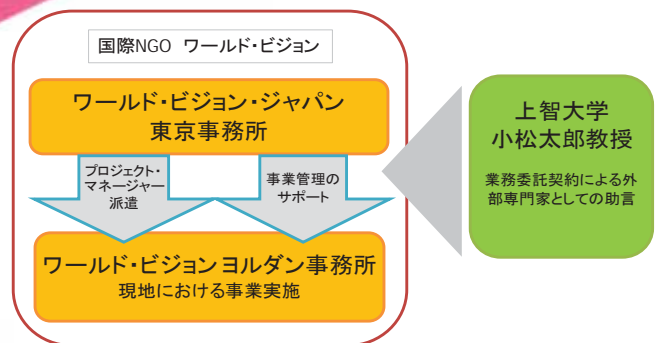 国際NGO ワールド・ビジョン
ワールド・ビジョン・ジャパン
東京事務所
プロジェクト・
マネージャー
派遣
事業管理の
サポート
ワールド・ビジョン ヨルダン事務所
現地における事業実施
上智大学
小松太郎教授
業務委託契約による外
部専門家としての助言